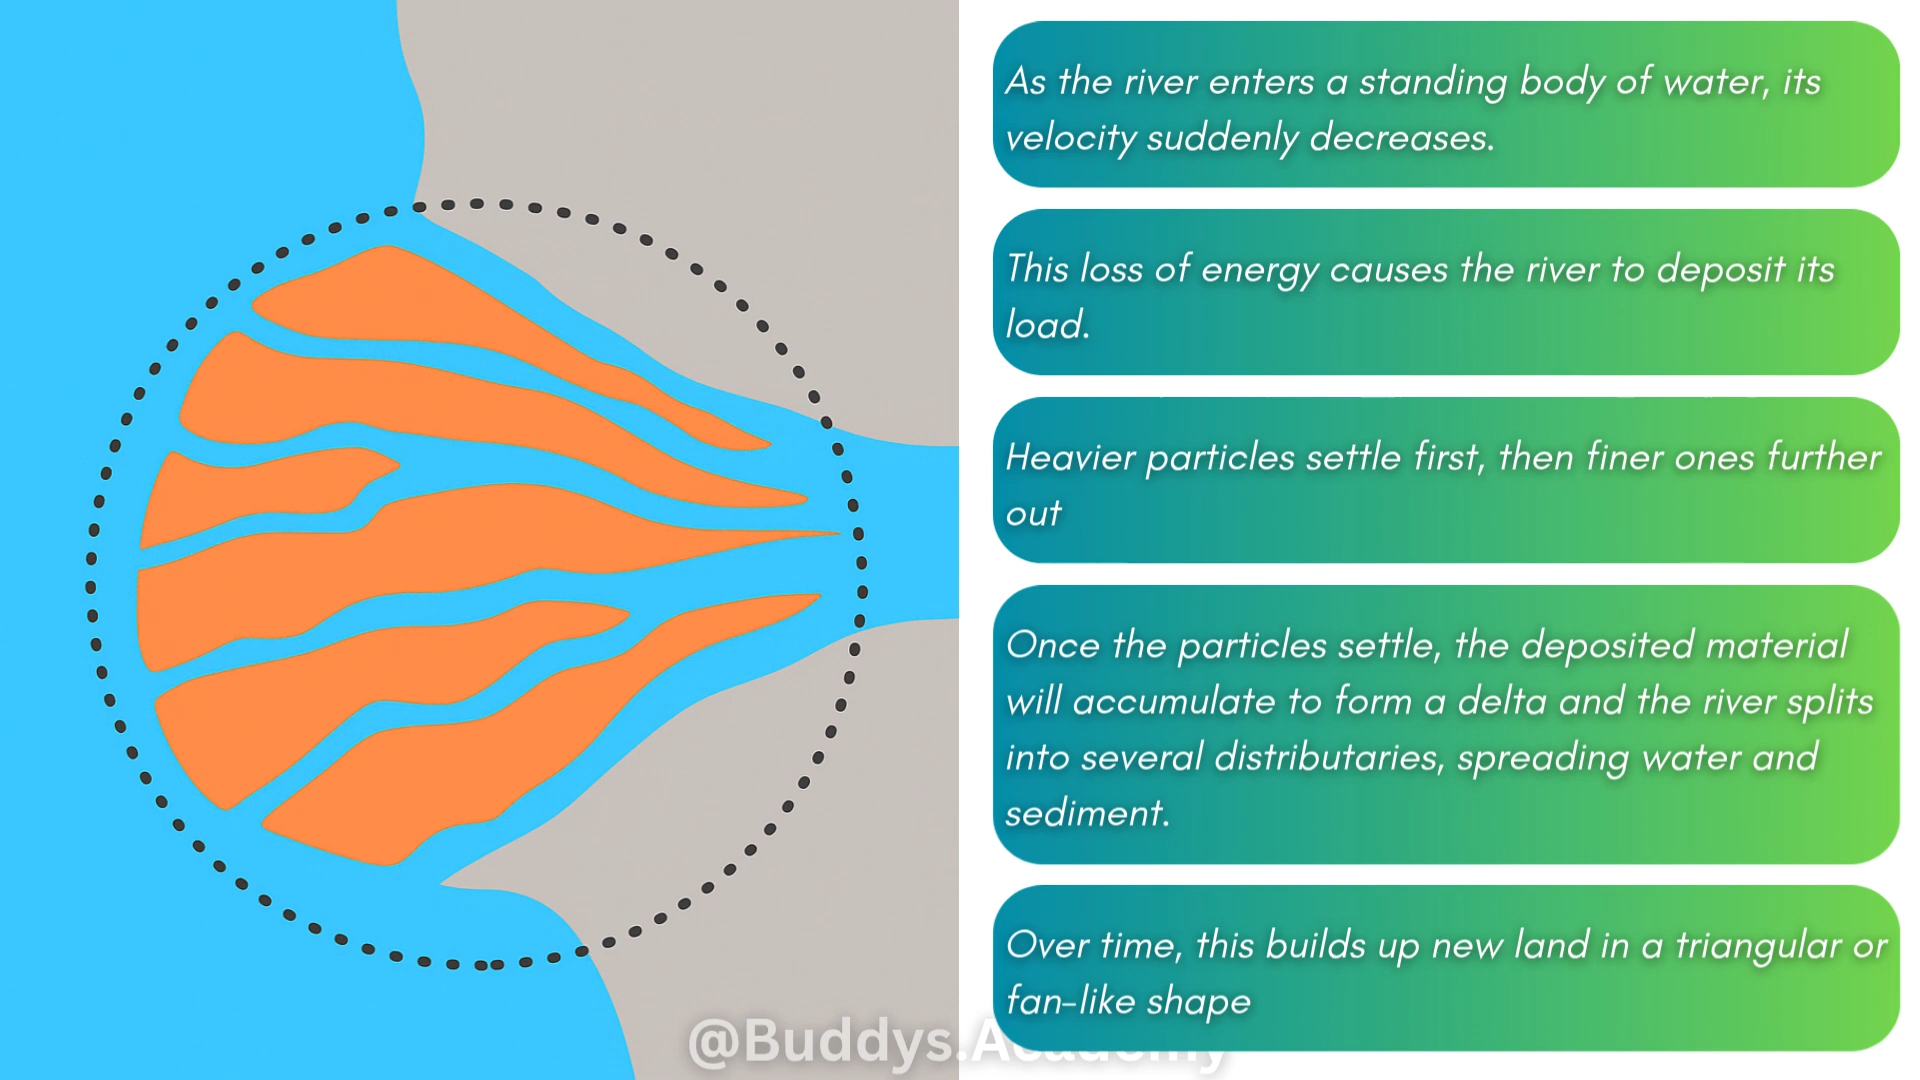 As the river enters a standing body of water, its
velocity suddenly decreases.
This loss of energy causes the river to deposit its
load.
Heavier particles settle first, then finer ones further
out
Once the particles settle, the deposited material
will accumulate to form a delta and the river splits
into several distributaries, spreading water and
sediment.
Over time, this builds up new land in a triangular or
fan-like shape
@Buddys.Academy